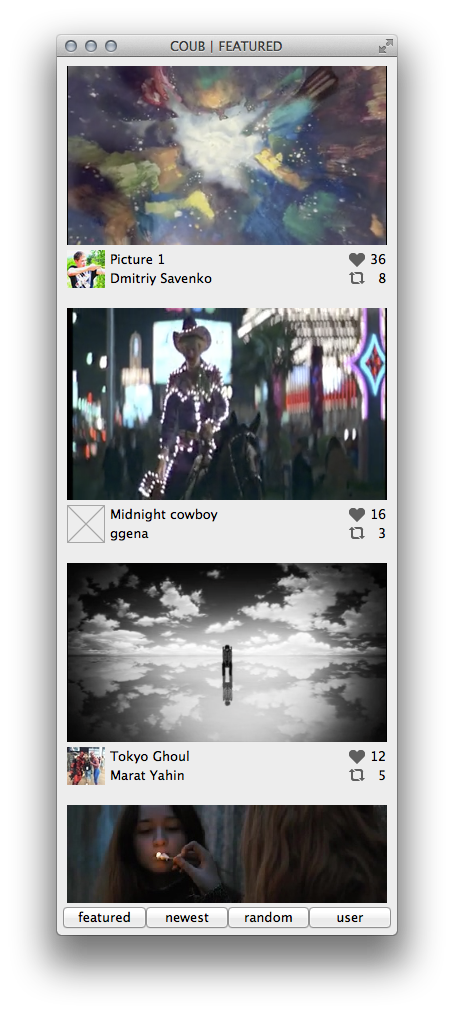 COUB | FEATURED
Picture 1
36
Dmitriy Savenko
8
Midnight cowboy
16
ggena
3
Tokyo Ghoul
12
Marat Yahin
5
featured
newest
random
user